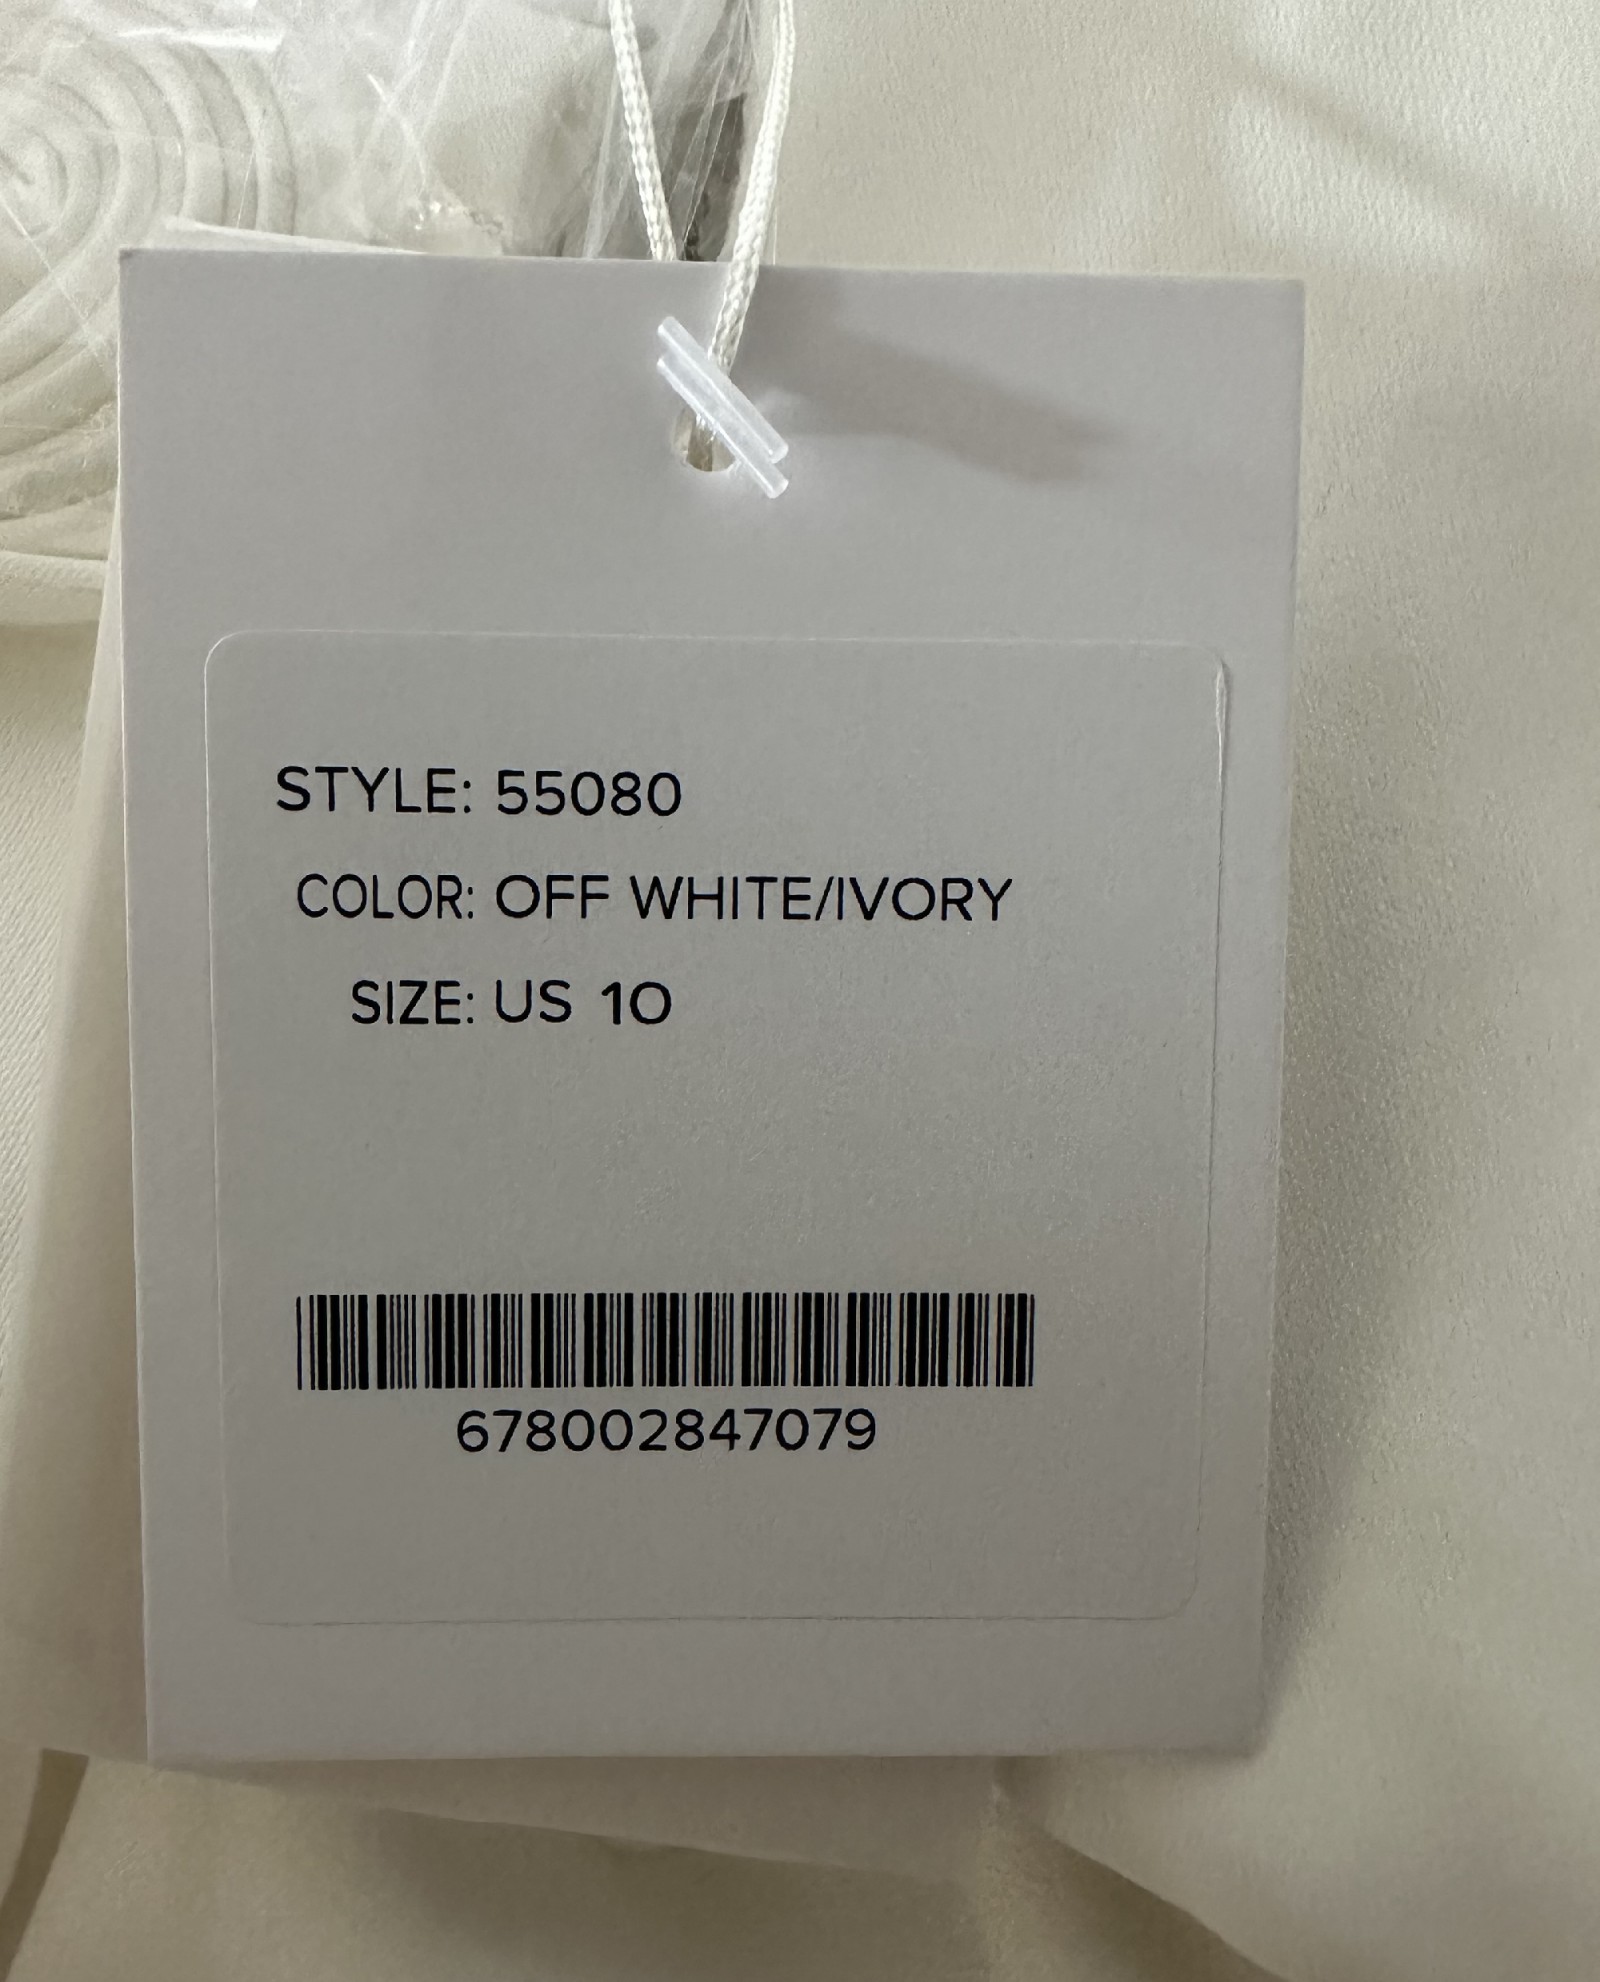 STYLE: 55080
COLOR: OFF WHITE/IVORY
SIZE: US 10
678002847079